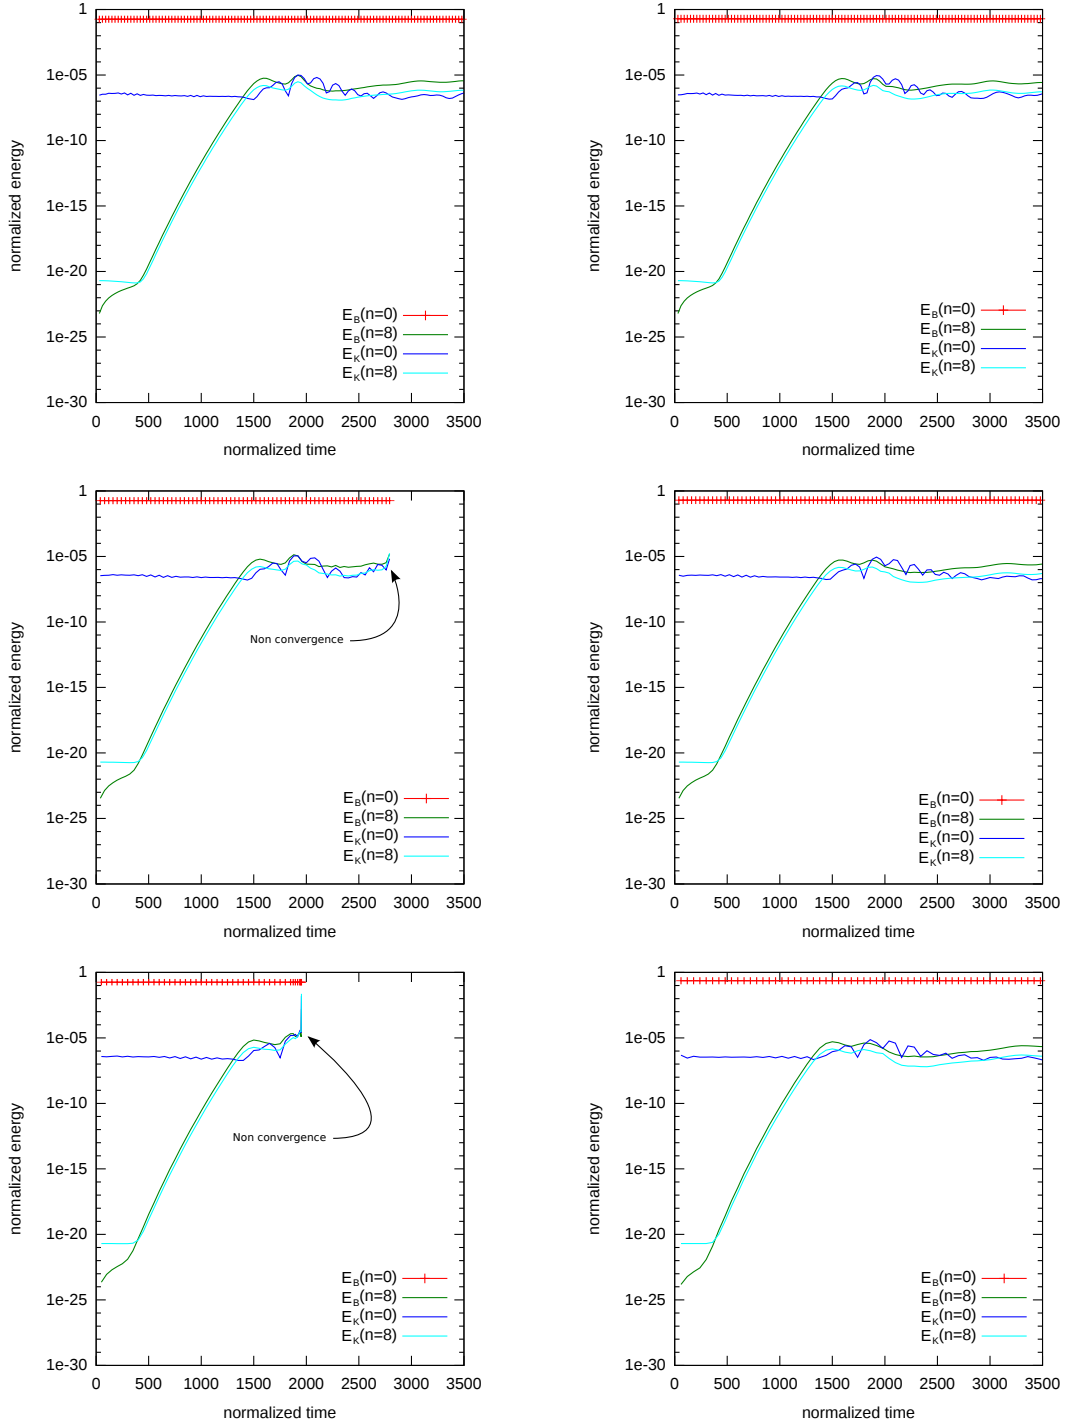 1
1e-05
1e-10
1e-15
1e-20
1e-25
1e-30
0 500 1000 1500 2000 2500 3000 3500
normalized energy
normalized time
E_B(n=0)
E_B(n=8)
E_K(n=0)
E_K(n=8)
1
1e-05
1e-10
1e-15
1e-20
1e-25
1e-30
0 500 1000 1500 2000 2500 3000 3500
normalized energy
normalized time
E_B(n=0)
E_B(n=8)
E_K(n=0)
E_K(n=8)
1
1e-05
1e-10
1e-15
1e-20
1e-25
1e-30
0 500 1000 1500 2000 2500 3000 3500
normalized energy
normalized time
Non convergence
E_B(n=0)
E_B(n=8)
E_K(n=0)
E_K(n=8)
1
1e-05
1e-10
1e-15
1e-20
1e-25
1e-30
0 500 1000 1500 2000 2500 3000 3500
normalized energy
normalized time
E_B(n=0)
E_B(n=8)
E_K(n=0)
E_K(n=8)
1
1e-05
1e-10
1e-15
1e-20
1e-25
1e-30
0 500 1000 1500 2000 2500 3000 3500
normalized energy
normalized time
Non convergence
E_B(n=0)
E_B(n=8)
E_K(n=0)
E_K(n=8)
1
1e-05
1e-10
1e-15
1e-20
1e-25
1e-30
0 500 1000 1500 2000 2500 3000 3500
normalized energy
normalized time
E_B(n=0)
E_B(n=8)
E_K(n=0)
E_K(n=8)